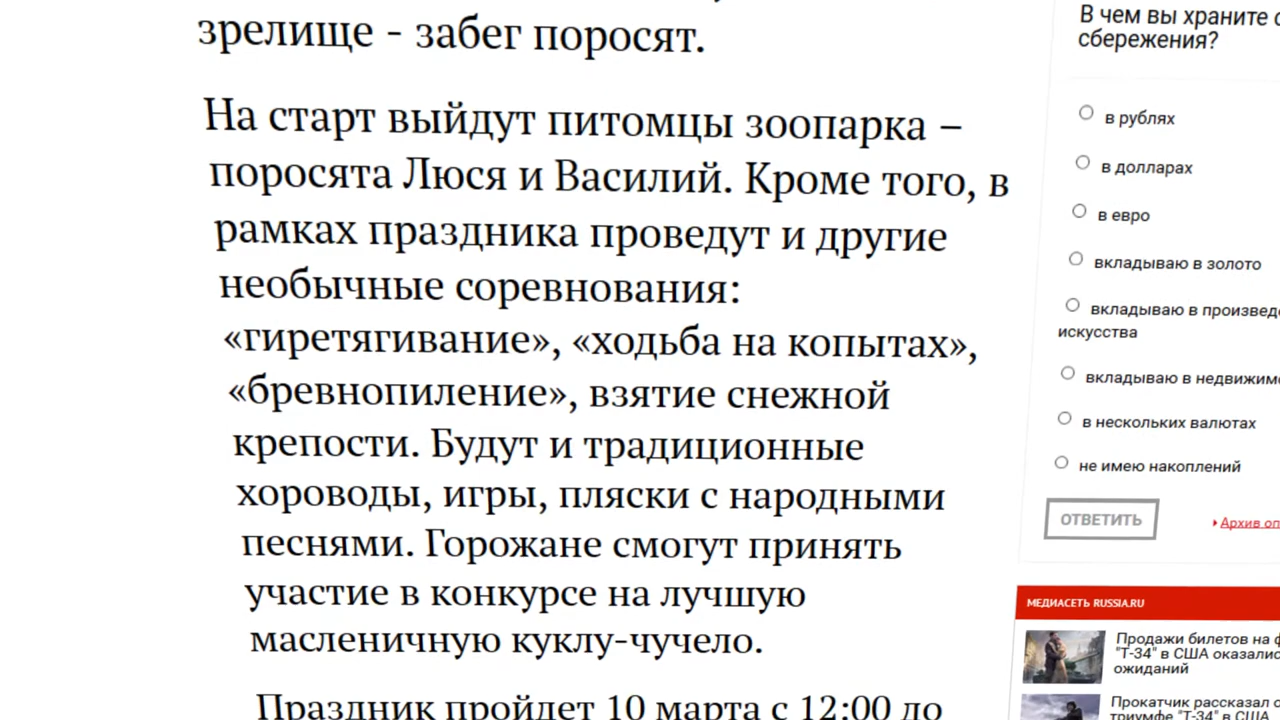 зрелище - забег поросят.
На старт выйдут питомцы зоопарка –
поросята Люся и Василий. Кроме того, в
рамках праздника проведут и другие
необычные соревнования:
«гиретягивание», «ходьба на копытах»,
«бревнопиление», взятие снежной
крепости. Будут и традиционные
хороводы, игры, пляски с народными
песнями. Горожане смогут принять
участие в конкурсе на лучшую
масленичную куклу-чучело.
Праздник пройдет 10 марта с 12:00 до
В чем вы храните
сбережения?
в рублях
в долларах
в евро
вкладываю в золото
вкладываю в
искусства
вкладываю в
в нескольких валютах
не имею накоплений
ОТВЕТИТЬ
Архив
МЕДИАСЕТЬ RUSSIA.RU
Продажи билетов на
"Т-34" в США
ожиданий
Прокатчик рассказал
триумфе "Т-34" в США